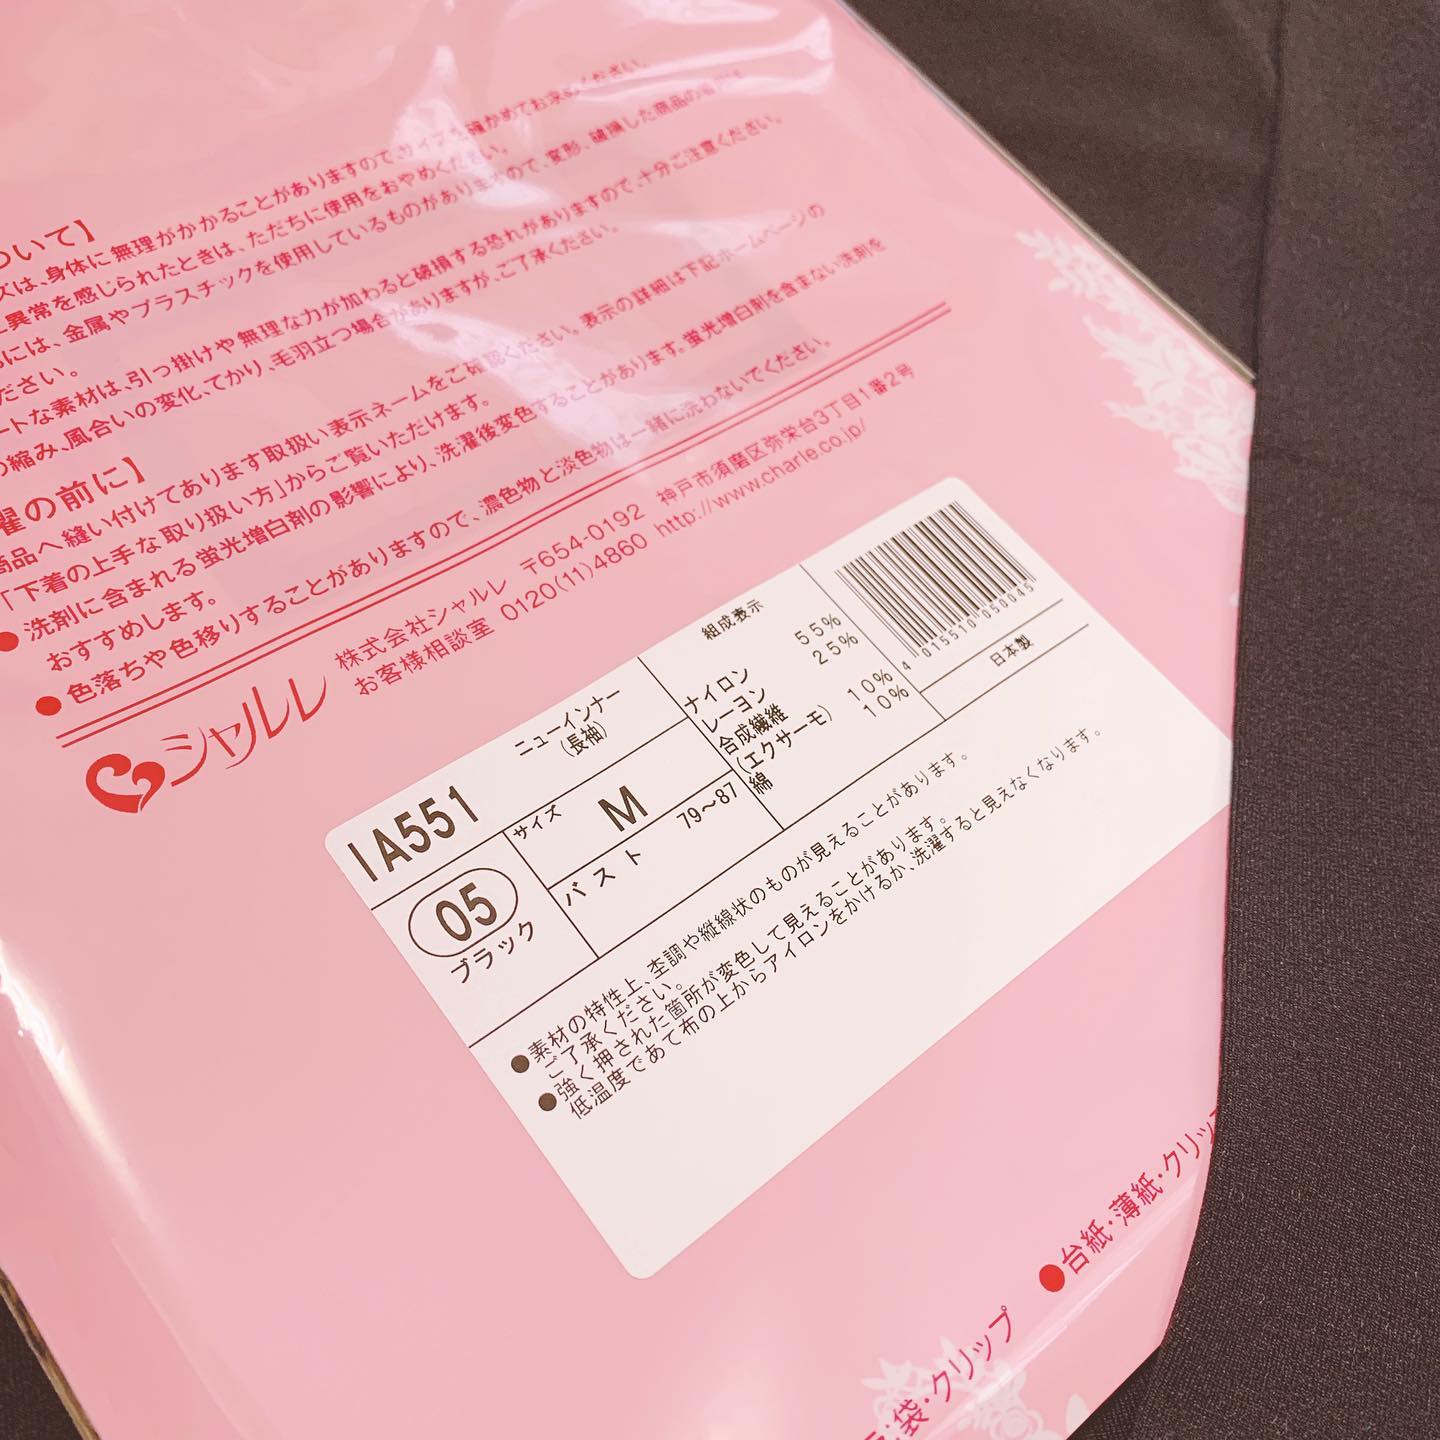 ついて】
ズは、身体に無理がかかることがありますので、サイズを確かめてお求めください。
異常を感じられたときは、ただちに使用をおやめください。
には、金属やプラスチックを使用しているものがありますので、変形、破損した商品の
ださい。
ートな素材は、引っ掛けや無理な力が加わると破損する恐れがありますので、十分ご注意ください。
の縮み、風合いの変化、てかり、毛羽立つ場合がありますが、ご了承ください。
濯の前に】
商品へ縫い付けてあります取扱い表示ネームをご確認ください。表示の詳細は下記ホームページの
「下着の上手な取り扱い方」からご覧いただけます。
●洗剤に含まれる蛍光増白剤の影響により、洗濯後変色することがあります。蛍光増白剤を含まない洗剤を
おすすめします。
●色落ちや色移りすることがありますので、濃色物と淡色物は一緒に洗わないでください。
シャルレ
株式会社シャルレ 〒654-0192 神戸市須磨区弥栄台3丁目1番2号
お客様相談室 0120(11)4860 http://www.charle.co.jp/
IA551
ニューインナー
(長袖)
05
ブラック
サイズ
M
バスト 79～87
組成表示
ナイロン 55%
レーヨン 25%
合成繊維
(エクサーモ) 10%
綿 10%
4 015510 050045
日本製
●素材の特性上、杢調や縦線状のものが見えることがあります。
ご了承ください。
●強く押された箇所が変色して見えることがあります。
低温度であて布の上からアイロンをかけるか、洗濯すると見えなくなります。
●台紙・薄紙・クリップ
袋・クリップ